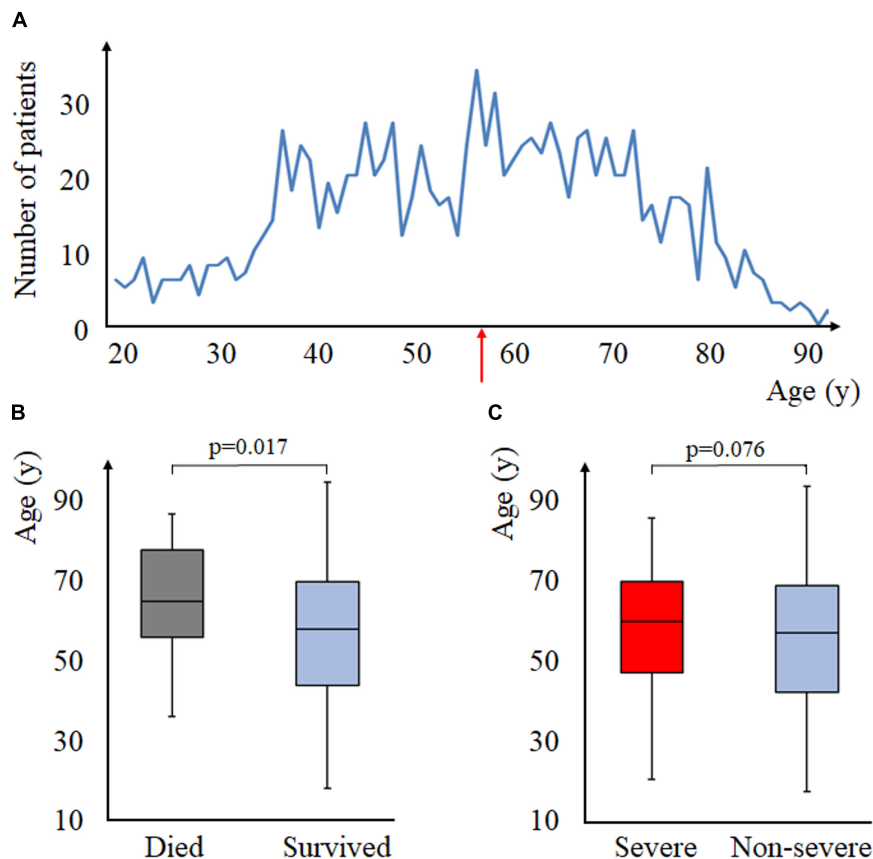 A
Number of patients
30
20
10
0
20 30 40 50 60 70 80 90
Age (y)
B
p=0.017
Age (y)
90
70
50
30
10
Died Survived
C
p=0.076
Age (y)
90
70
50
30
10
Severe Non-severe